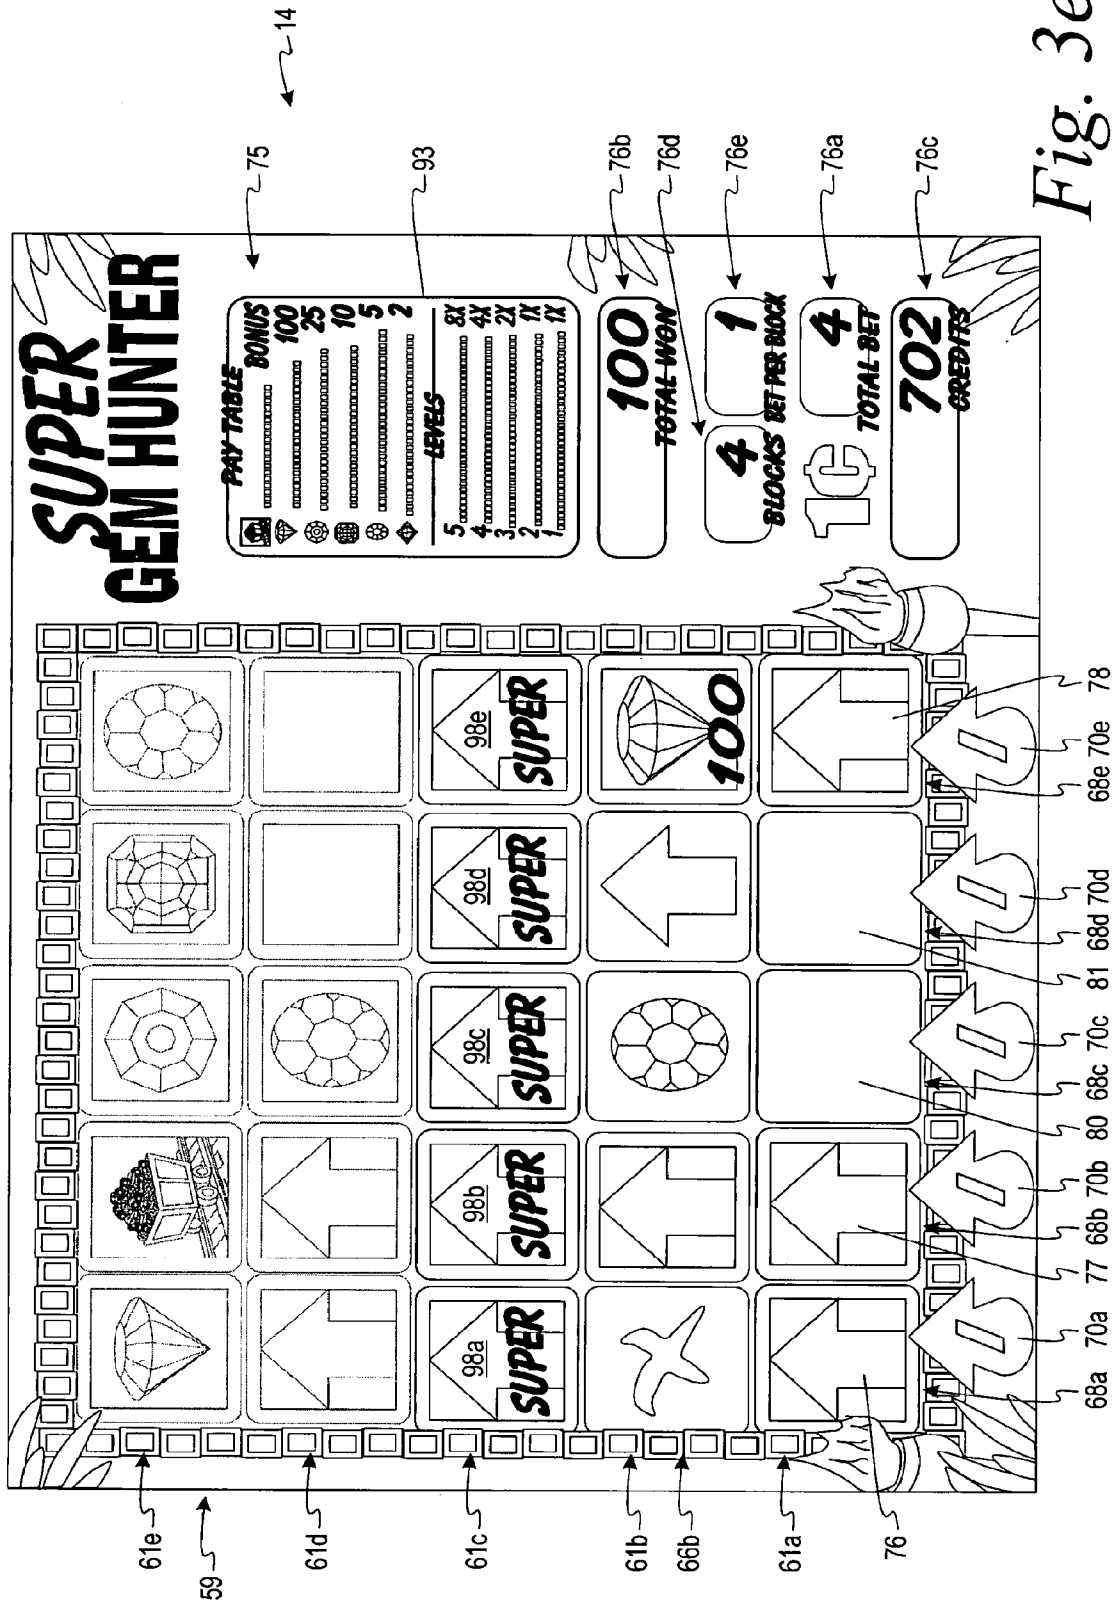 SUPER
GEM HUNTER
14
75
93
PAY TABLE
BONUS
100
25
10
5
2
LEVELS
5 8X
4 4X
3 2X
2 1X
1 1X
100
TOTAL WON
76b
76d
4
BLOCKS
1
BET PER BLOCK
76e
1¢
4
TOTAL BET
76a
702
CREDITS
76c
61e
59
61d
61c
98a
SUPER
98b
SUPER
98c
SUPER
98d
SUPER
98e
SUPER
61b
66b
100
61a
76
68a
70a
77
68b
70b
80
68c
70c
81
68d
70d
68e
70e
78
Fig. 3e